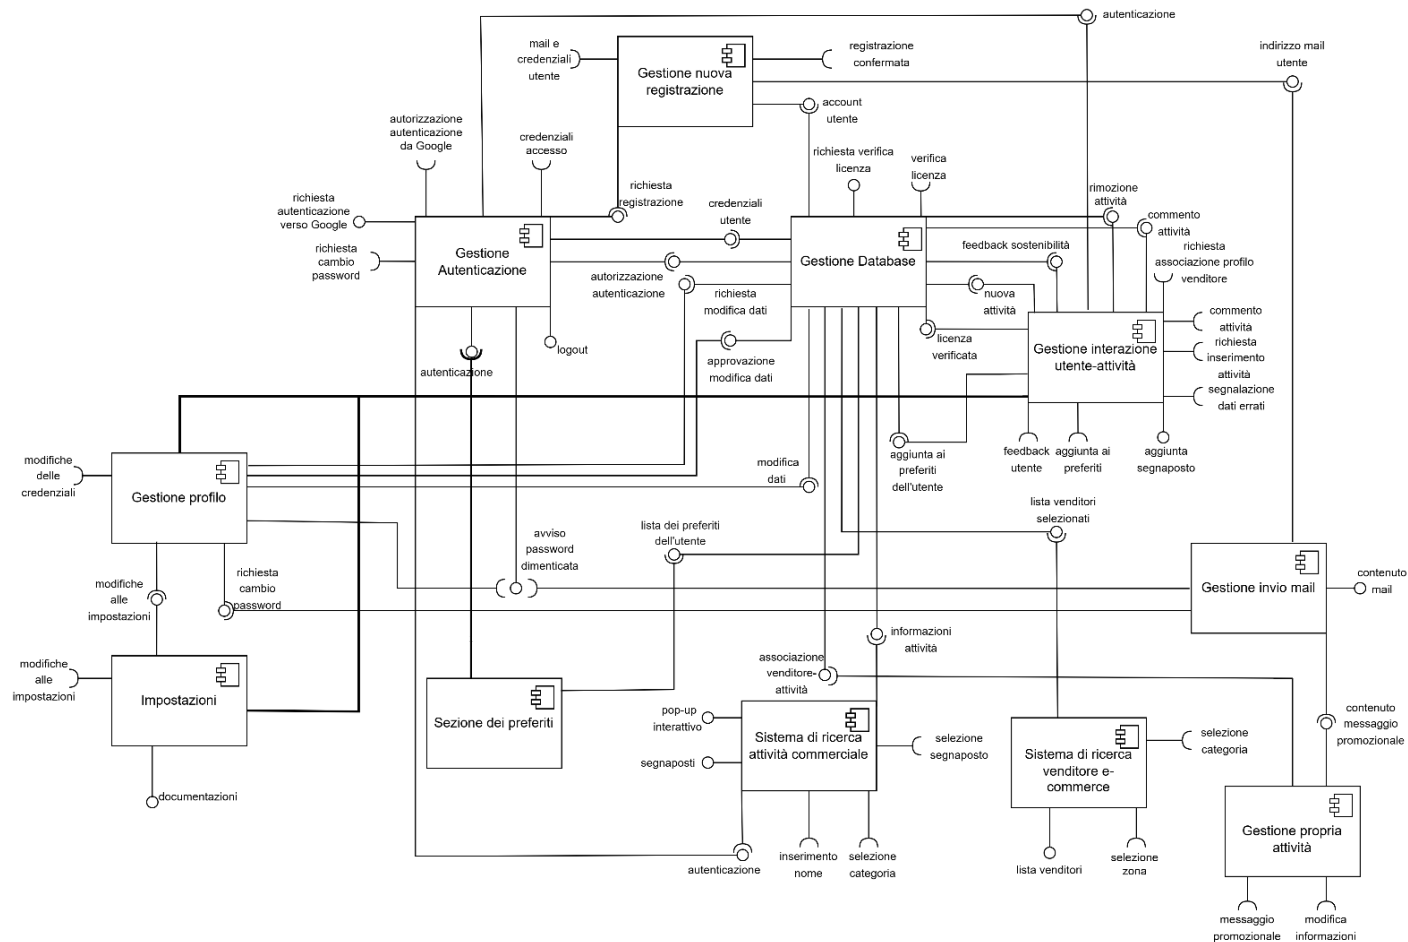 autenticazione
mail e
credenziali
utente
registrazione
confermata
indirizzo mail
utente
Gestione nuova
registrazione
account
utente
autorizzazione
autenticazione
da Google
credenziali
accesso
richiesta verifica
licenza
verifica
licenza
richiesta
registrazione
rimozione
attività
richiesta
autenticazione
verso Google
credenziali
utente
commento
attività
richiesta
cambio
password
Gestione
Autenticazione
Gestione Database
feedback sostenibilità
richiesta
associazione profilo
venditore
autorizzazione
autenticazione
richiesta
modifica dati
nuova
attività
commento
attività
logout
licenza
verificata
Gestione interazione
utente-attività
richiesta
inserimento
attività
autenticazione
approvazione
modifica dati
segnalazione
dati errati
modifiche
delle
credenziali
Gestione profilo
modifica
dati
aggiunta ai
preferiti
dell'utente
feedback
utente
aggiunta ai
preferiti
aggiunta
segnaposto
lista venditori
selezionati
avviso
password
dimenticata
lista dei preferiti
dell'utente
modifiche
alle
impostazioni
richiesta
cambio
password
Gestione invio mail
contenuto
mail
informazioni
attività
modifiche
alle
impostazioni
Impostazioni
associazione
venditore-
attività
Sezione dei preferiti
pop-up
interattivo
Sistema di ricerca
attività commerciale
selezione
segnaposto
segnaposti
Sistema di ricerca
venditore e-
commerce
selezione
categoria
contenuto
messaggio
promozionale
documentazioni
Gestione propria
attività
autenticazione
inserimento
nome
selezione
categoria
lista venditori
selezione
zona
messaggio
promozionale
modifica
informazioni